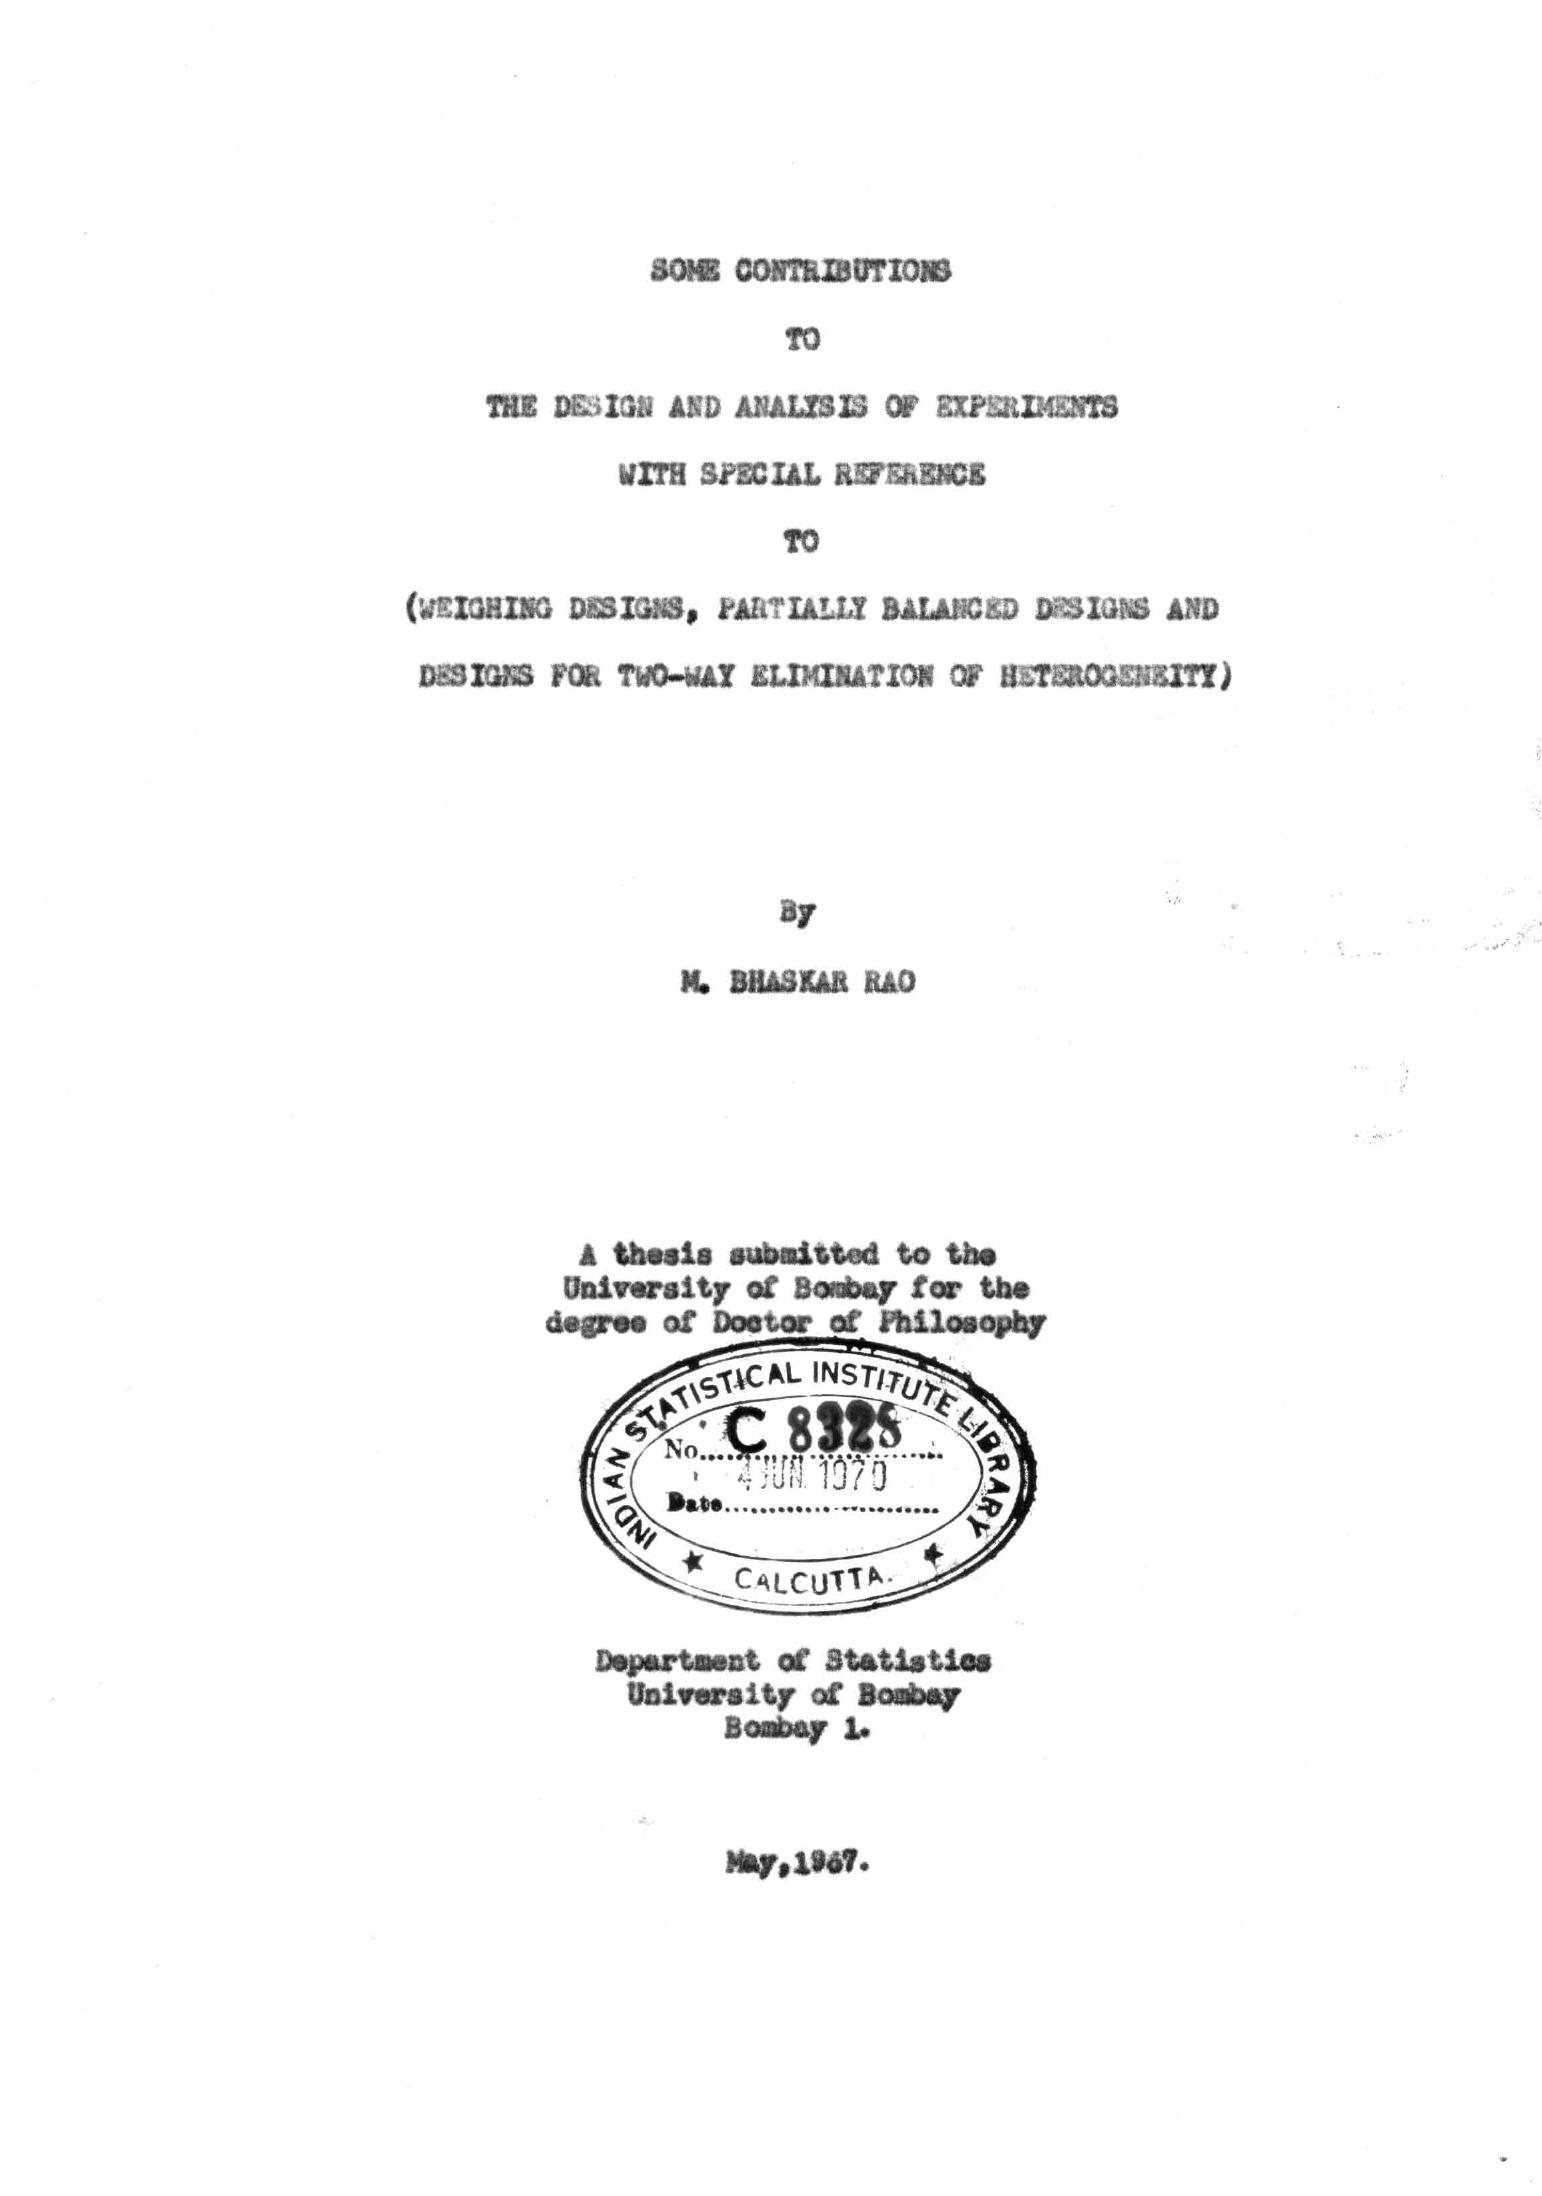 SOME CONTRIBUTIONS
TO
THE DESIGN AND ANALYSIS OF EXPERIMENTS
WITH SPECIAL REFERENCE
TO
(WEIGHING DESIGNS, PARTIALLY BALANCED DESIGNS AND
DESIGNS FOR TWO-WAY ELIMINATION OF HETEROGENEITY)
By
M. BHASKAR RAO
A thesis submitted to the
University of Bombay for the
degree of Doctor of Philosophy
INDIAN STATISTICAL INSTITUTE LIBRARY
No. C 8328
4 JUN 1970
Date
★ CALCUTTA. ★
Department of Statistics
University of Bombay
Bombay 1.
May,1967.